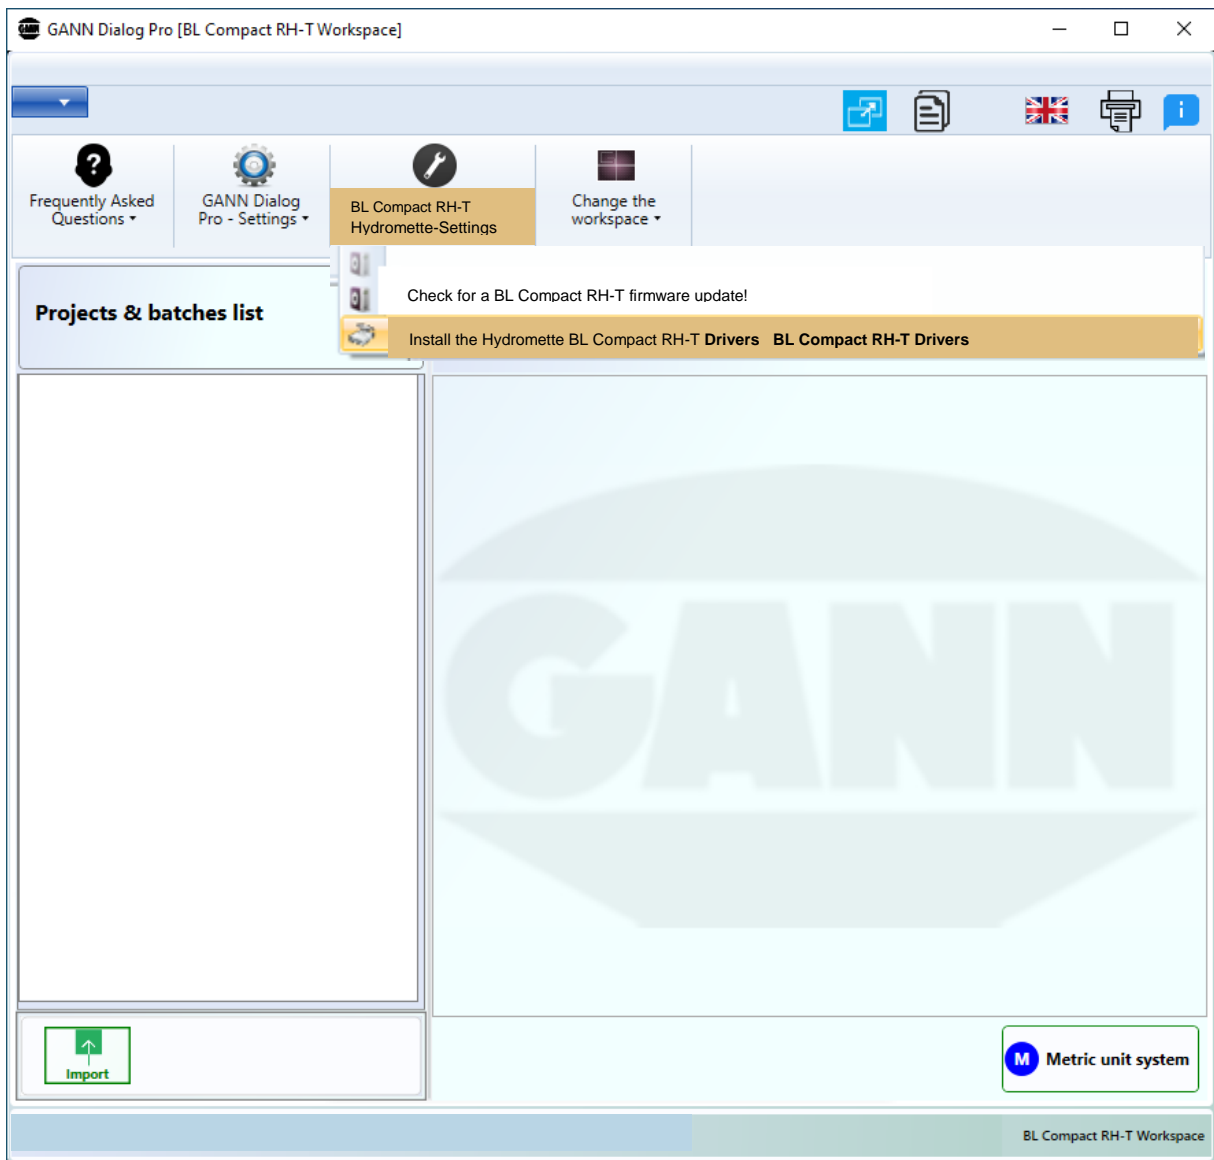 GANN Dialog Pro [BL Compact RH-T Workspace]
i
?
Frequently Asked
Questions
GANN Dialog
Pro - Settings
BL Compact RH-T
Hydromette-Settings
Change the
workspace
Check for a BL Compact RH-T firmware update!
Install the Hydromette BL Compact RH-T Drivers BL Compact RH-T Drivers
Projects & batches list
GANN
Import
M Metric unit system
BL Compact RH-T Workspace